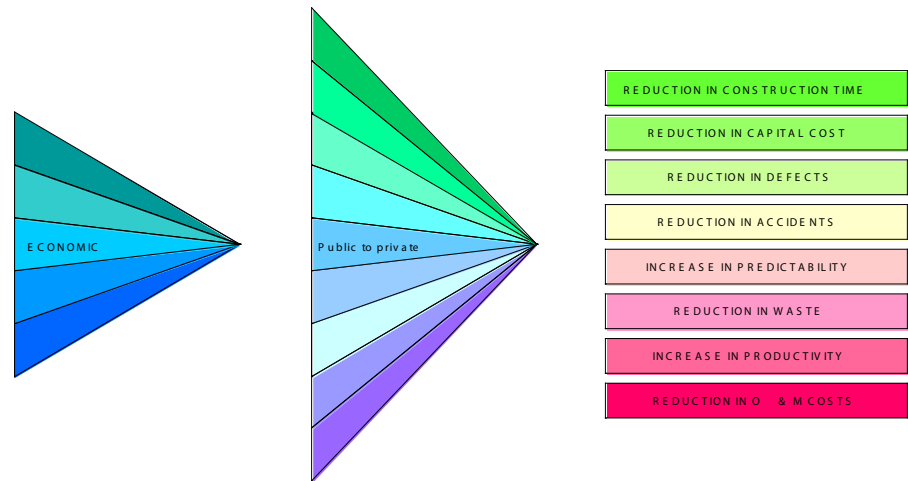 ECONOMIC
Public to private
REDUCTION IN CONSTRUCTION TIME
REDUCTION IN CAPITAL COST
REDUCTION IN DEFECTS
REDUCTION IN ACCIDENTS
INCREASE IN PREDICTABILITY
REDUCTION IN WASTE
INCREASE IN PRODUCTIVITY
REDUCTION IN O & M COSTS